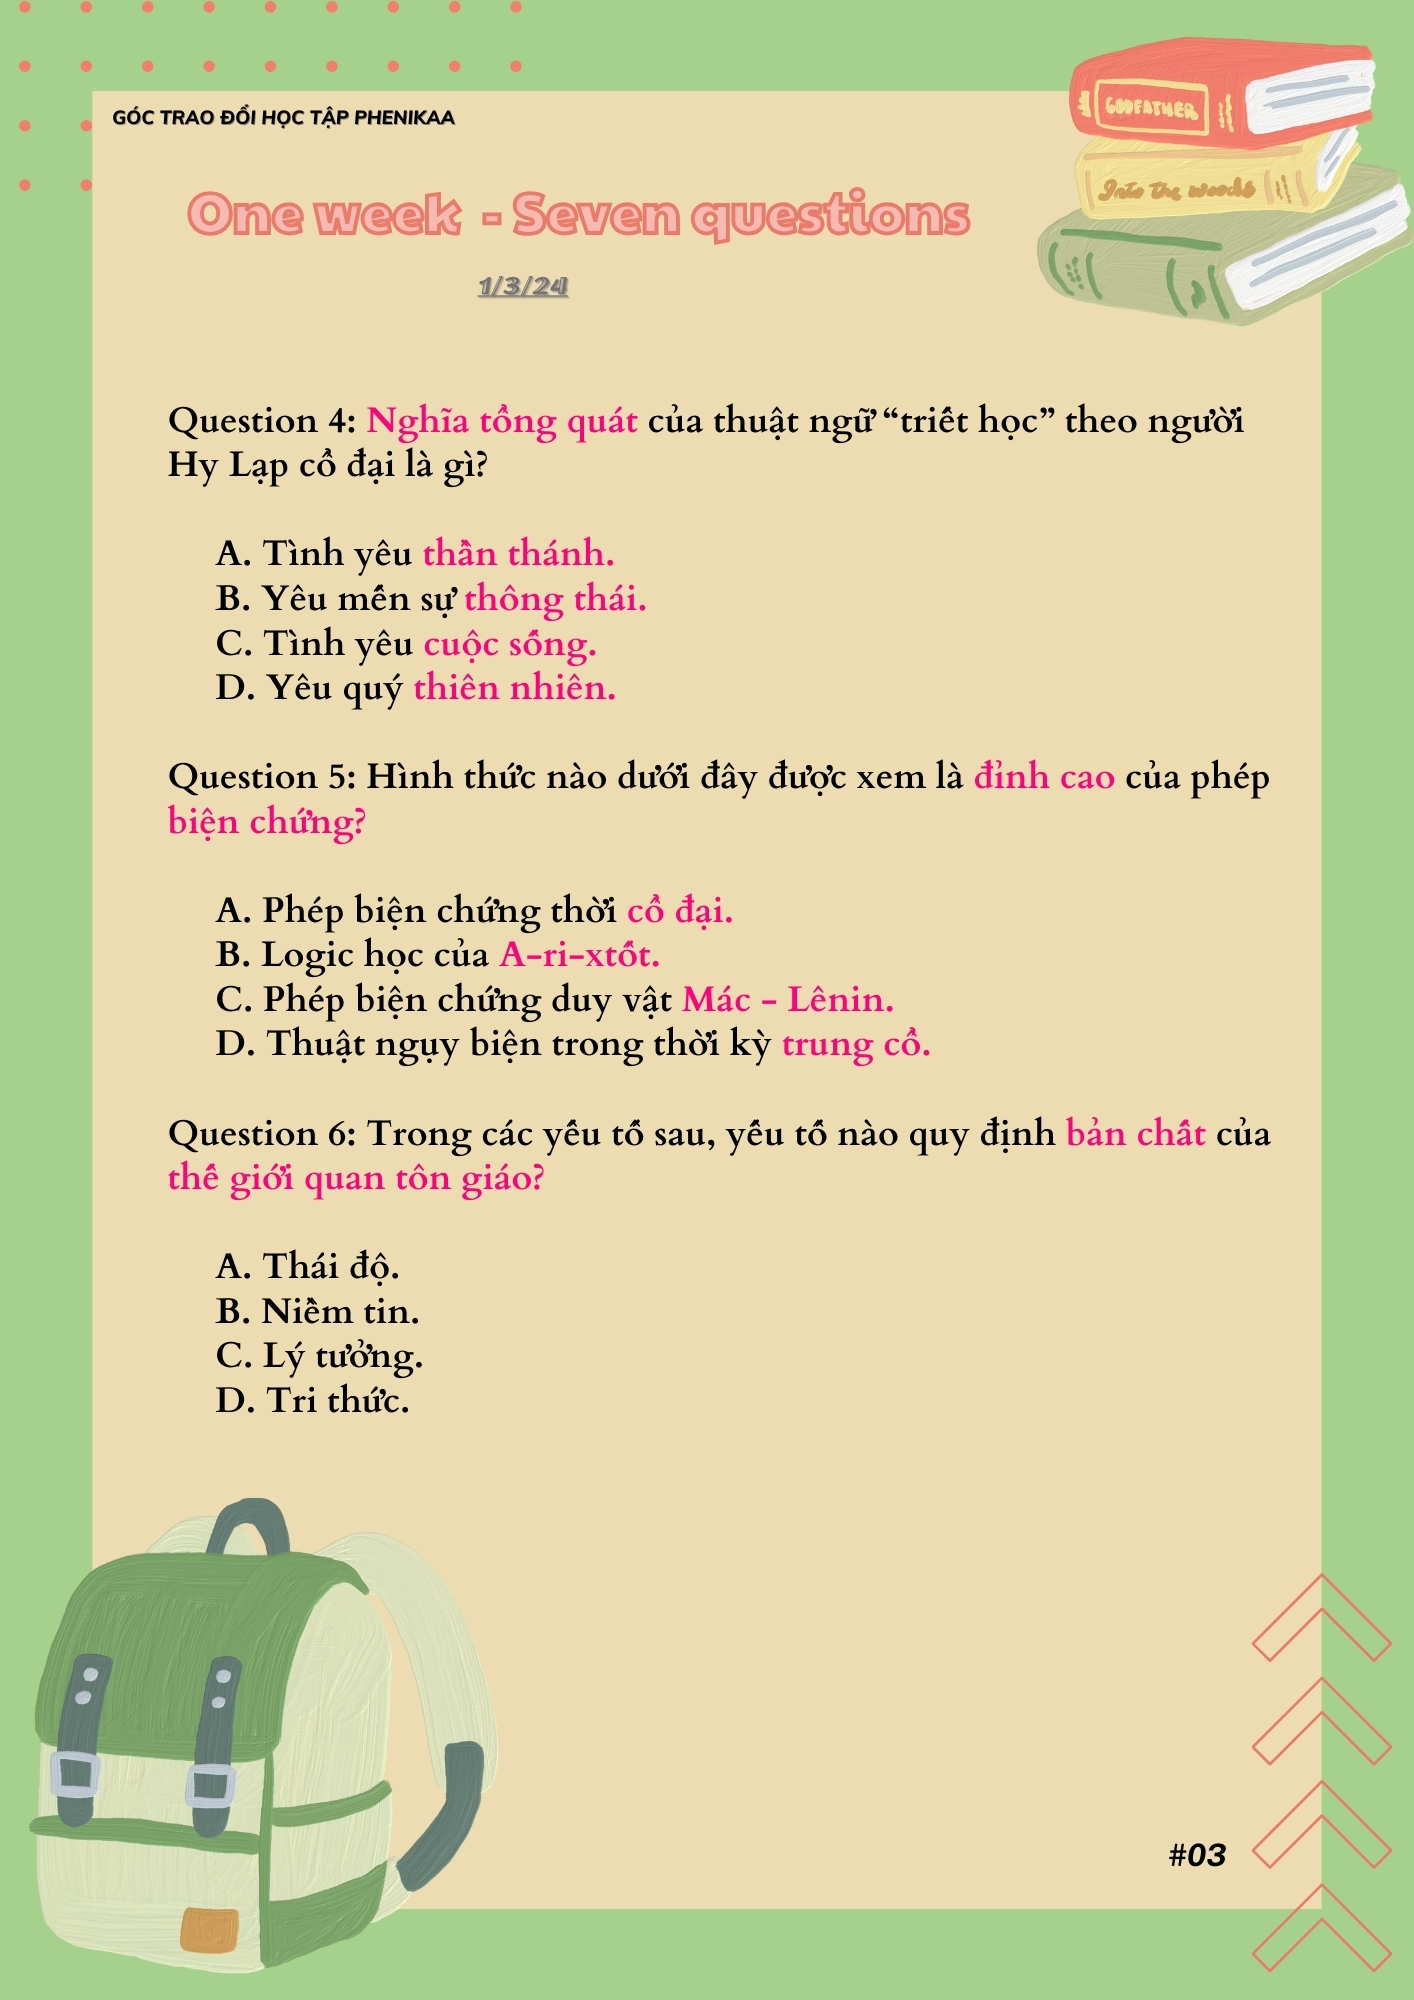 GÓC TRAO ĐỔI HỌC TẬP PHENIKAA
GODFATHER
Into the woods
One week - Seven questions
1/3/24
Question 4: Nghĩa tổng quát của thuật ngữ “triết học” theo người
Hy Lạp cổ đại là gì?
A. Tình yêu thần thánh.
B. Yêu mến sự thông thái.
C. Tình yêu cuộc sống.
D. Yêu quý thiên nhiên.
Question 5: Hình thức nào dưới đây được xem là đỉnh cao của phép
biện chứng?
A. Phép biện chứng thời cổ đại.
B. Logic học của A-ri-xtốt.
C. Phép biện chứng duy vật Mác - Lênin.
D. Thuật ngụy biện trong thời kỳ trung cổ.
Question 6: Trong các yếu tố sau, yếu tố nào quy định bản chất của
thế giới quan tôn giáo?
A. Thái độ.
B. Niềm tin.
C. Lý tưởng.
D. Tri thức.
#03